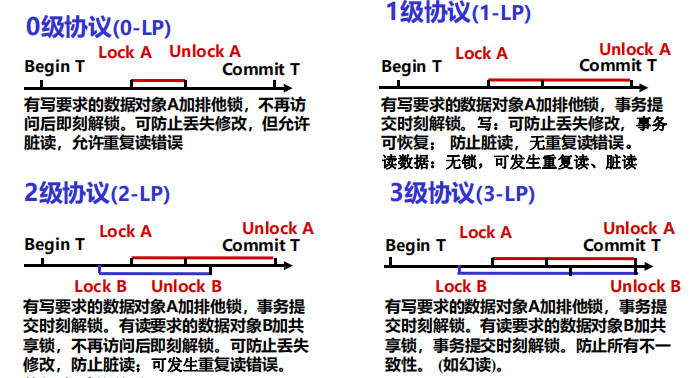 0级协议(0-LP)
Lock A
Unlock A
Begin T
Commit T
有写要求的数据对象A加排他锁，不再访
问后即刻解锁。可防止丢失修改，但允许
脏读，允许重复读错误
1级协议(1-LP)
Lock A
Unlock A
Begin T
Commit T
有写要求的数据对象A加排他锁，事务提
交时刻解锁。写：可防止丢失修改，事务
可恢复； 防止脏读，无重复读错误。
读数据：无锁，可发生重复读、脏读
2级协议(2-LP)
Lock A
Unlock A
Begin T
Commit T
Lock B
Unlock B
有写要求的数据对象A加排他锁，事务提
交时刻解锁。有读要求的数据对象B加共
享锁，不再访问后即刻解锁。可防止丢失
修改，防止脏读；可发生重复读错误。
3级协议(3-LP)
Lock A
Unlock A
Begin T
Commit T
Lock B
Unlock B
有写要求的数据对象A加排他锁，事务提
交时刻解锁。有读要求的数据对象B加共
享锁，事务提交时刻解锁。防止所有不一
致性。 (如幻读)。